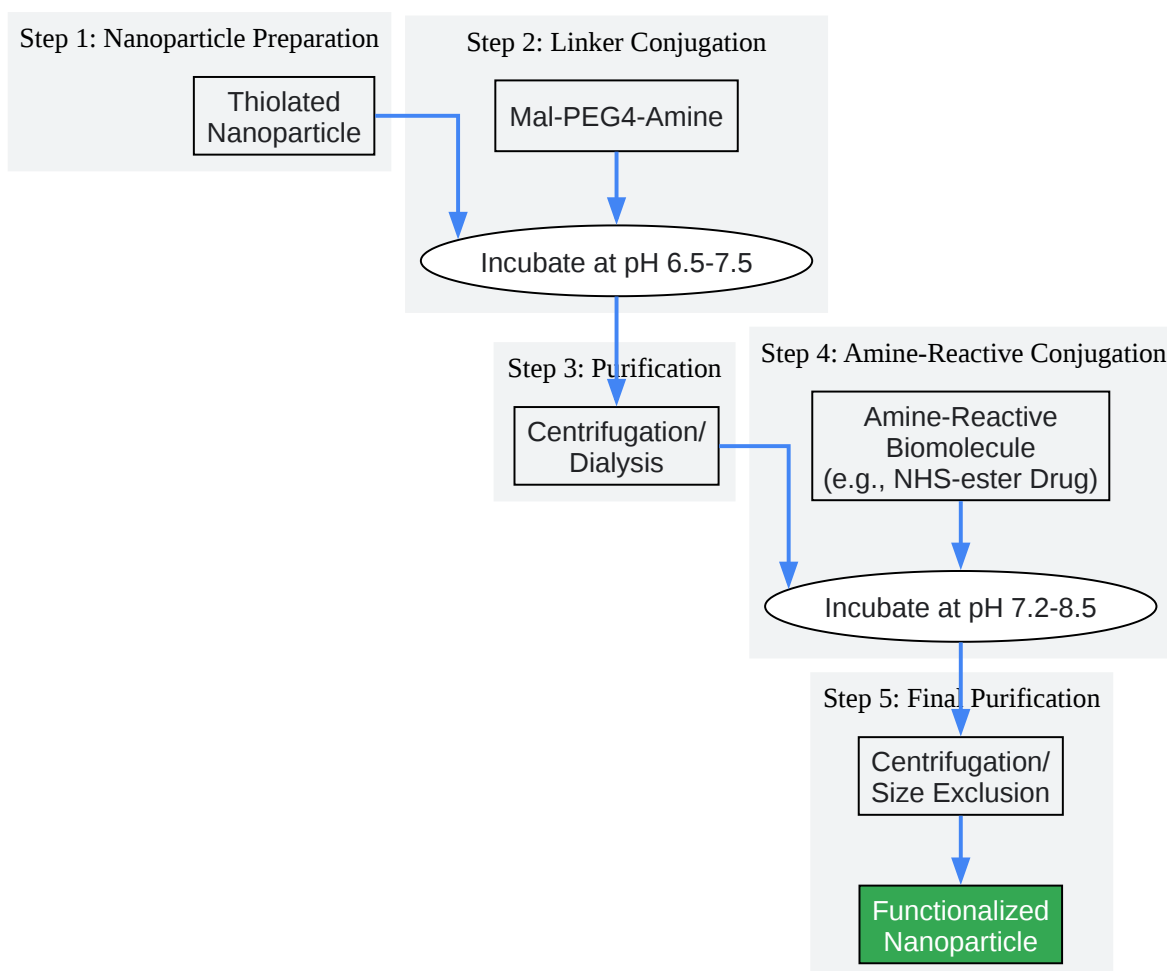 Step 1: Nanoparticle Preparation
Thiolated
Nanoparticle
Step 2: Linker Conjugation
Mal-PEG4-Amine
Incubate at pH 6.5-7.5
Step 3: Purification
Centrifugation/
Dialysis
Step 4: Amine-Reactive Conjugation
Amine-Reactive
Biomolecule
(e.g., NHS-ester Drug)
Incubate at pH 7.2-8.5
Step 5: Final Purification
Centrifugation/
Size Exclusion
Functionalized
Nanoparticle